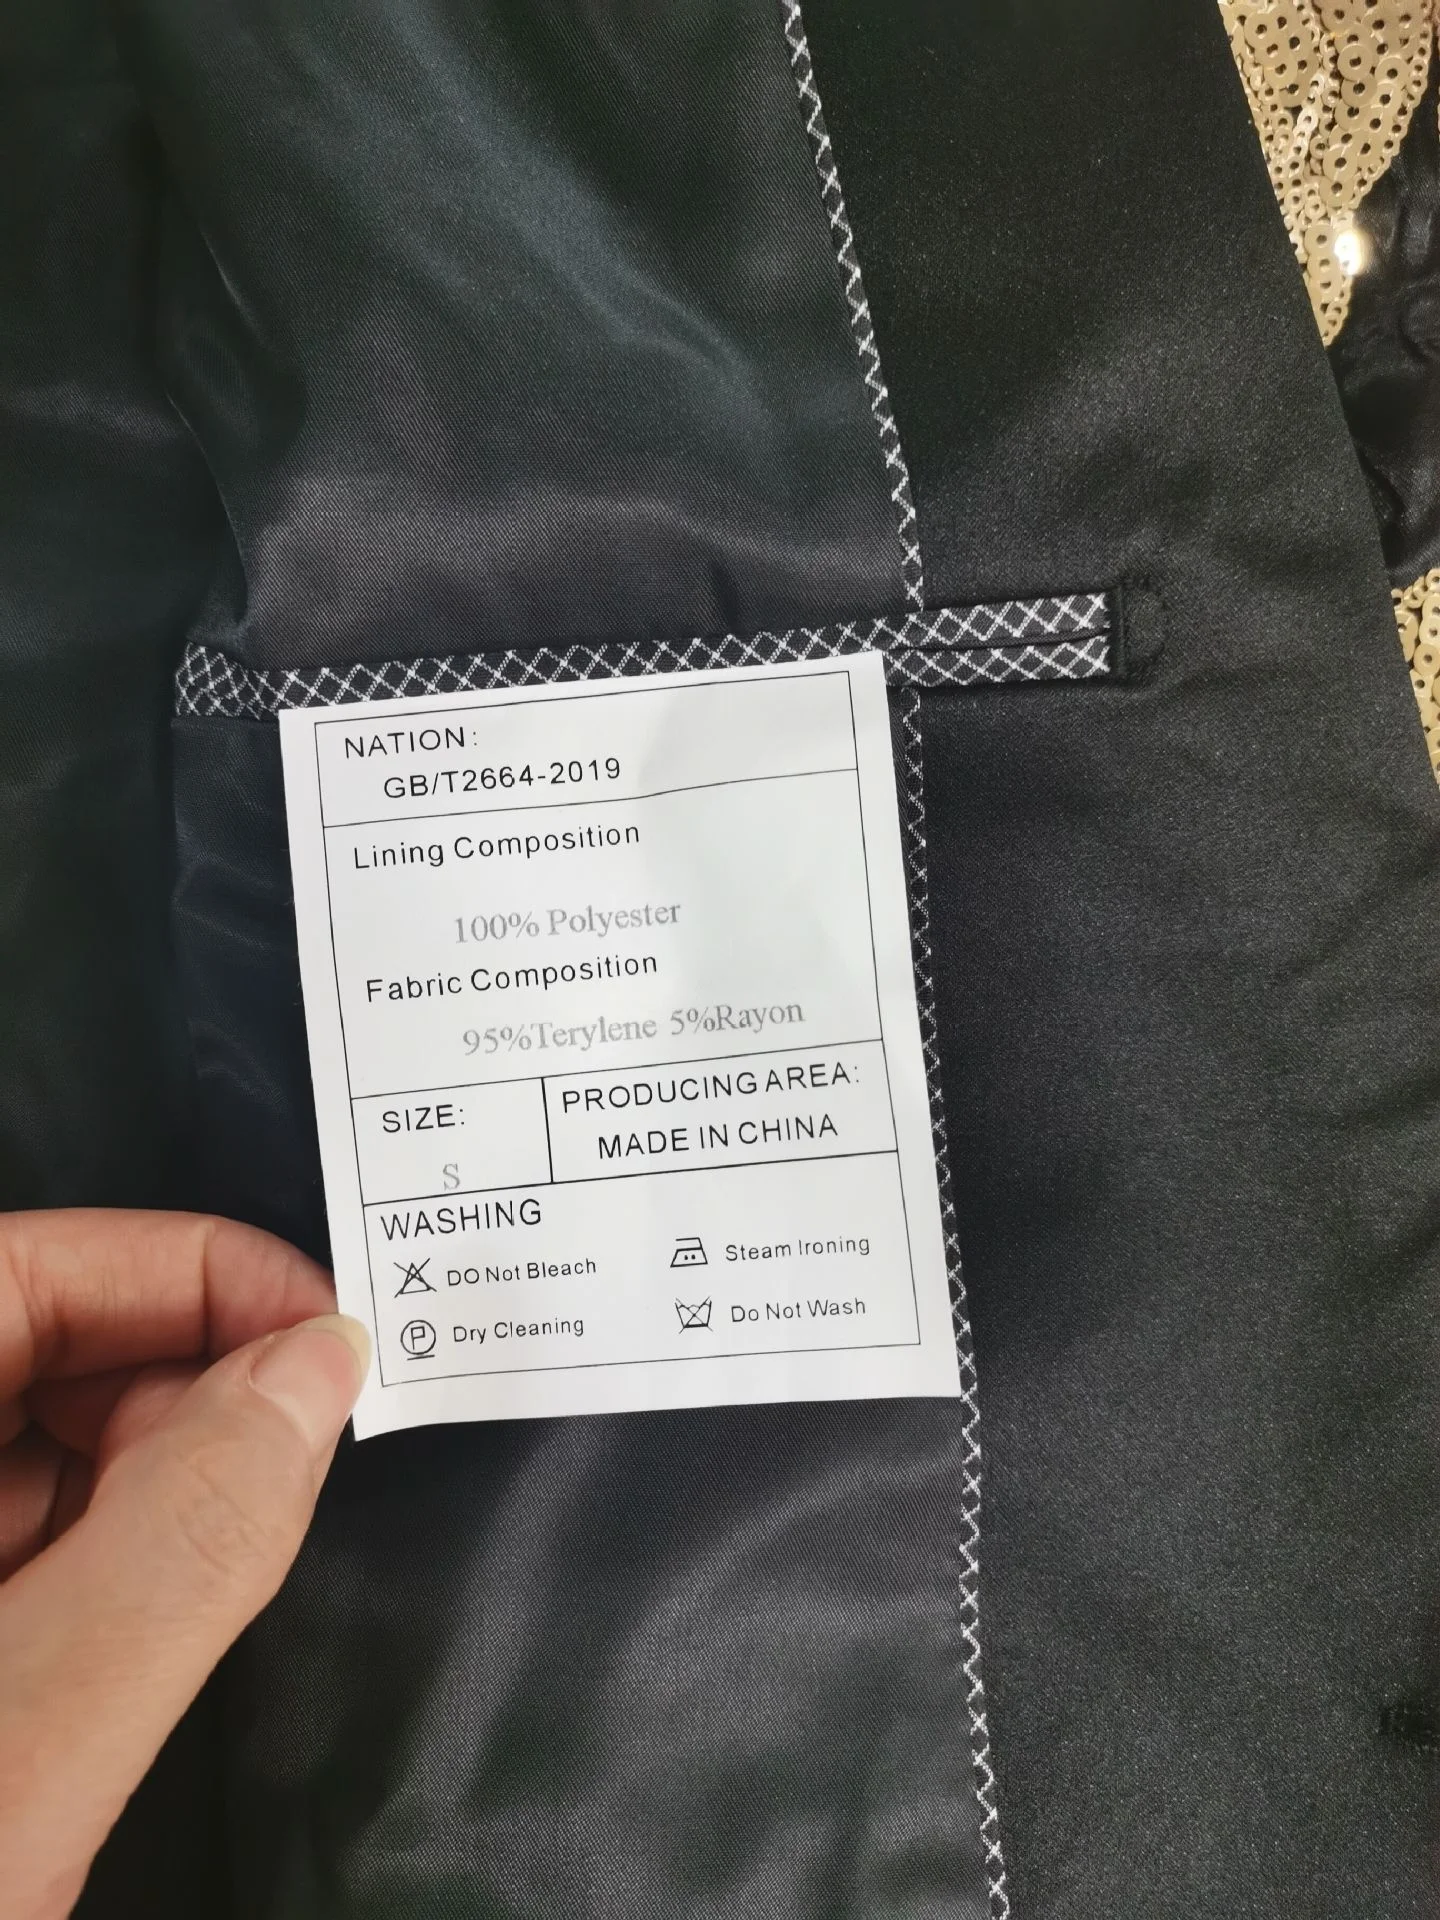 NATION:
GB/T2664-2019
Lining Composition
100% Polyester
Fabric Composition
95%Terylene 5%Rayon
SIZE:
S
PRODUCING AREA:
MADE IN CHINA
WASHING
DO Not Bleach
Steam Ironing
P
Dry Cleaning
Do Not Wash